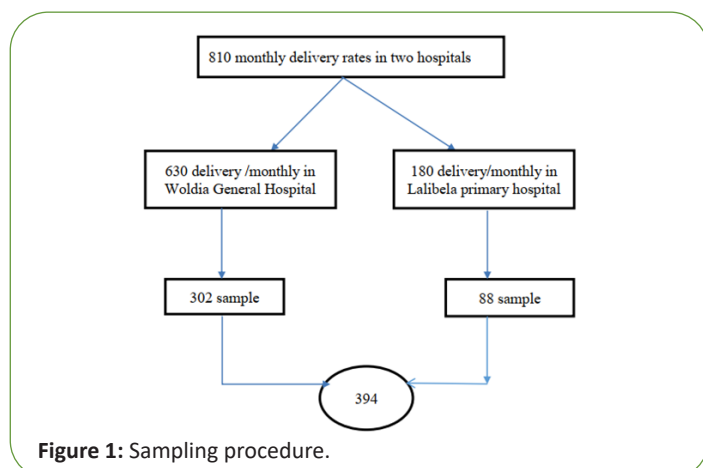 810 monthly delivery rates in two hospitals
630 delivery /monthly in
Woldia General Hospital
180 delivery/monthly in
Lalibela primary hospital
302 sample
88 sample
394
Figure 1: Sampling procedure.